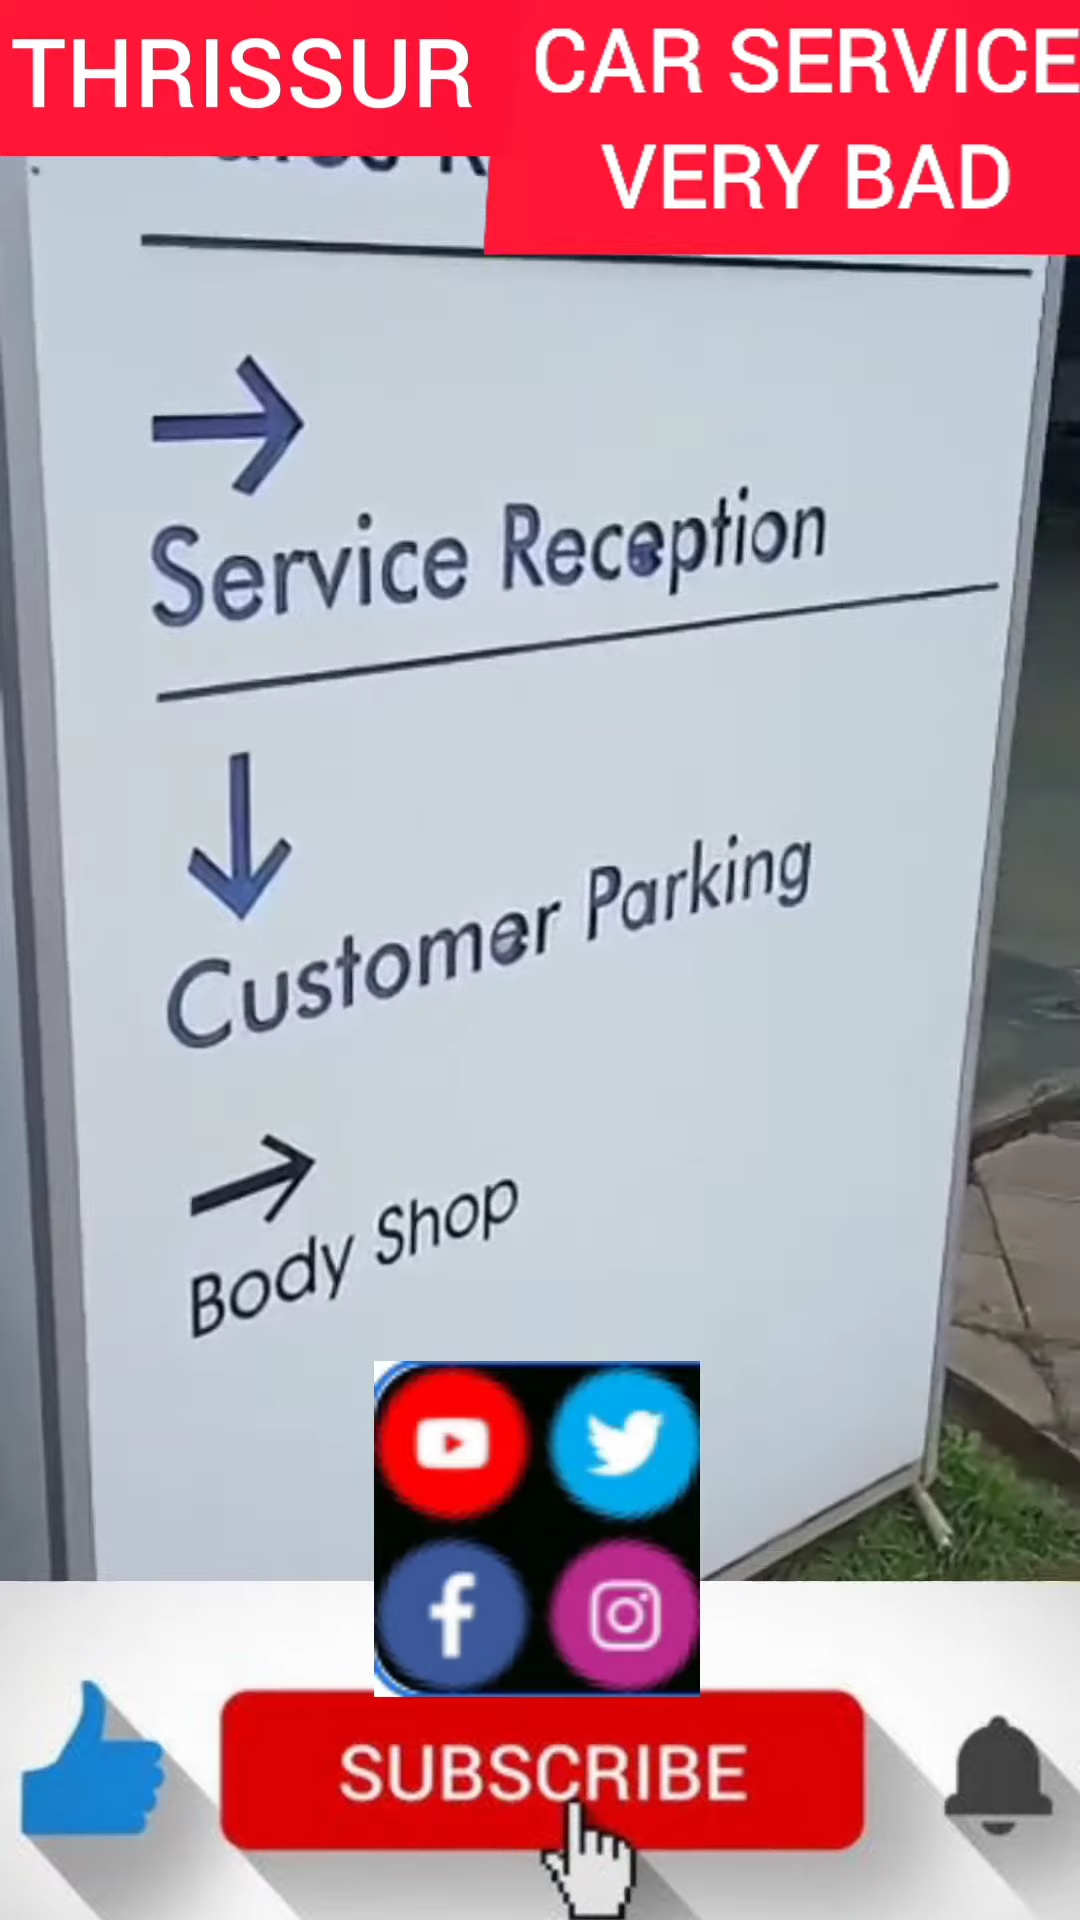 THRISSUR
CAR SERVICE
VERY BAD
Service Reception
Customer Parking
Body Shop
SUBSCRIBE